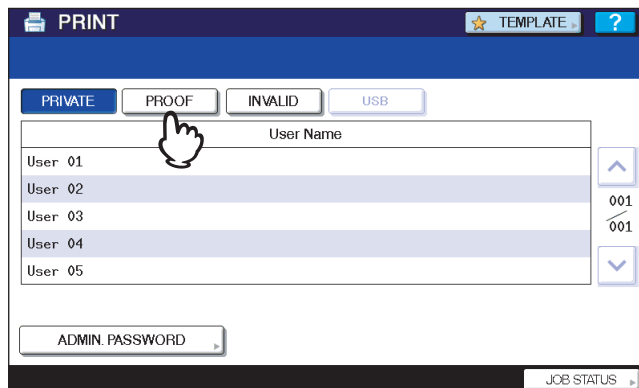 PRINT TEMPLATE ?
PRIVATE PROOF INVALID USB
User Name
User 01
User 02
User 03
User 04
User 05
001
001
ADMIN. PASSWORD
JOB STATUS